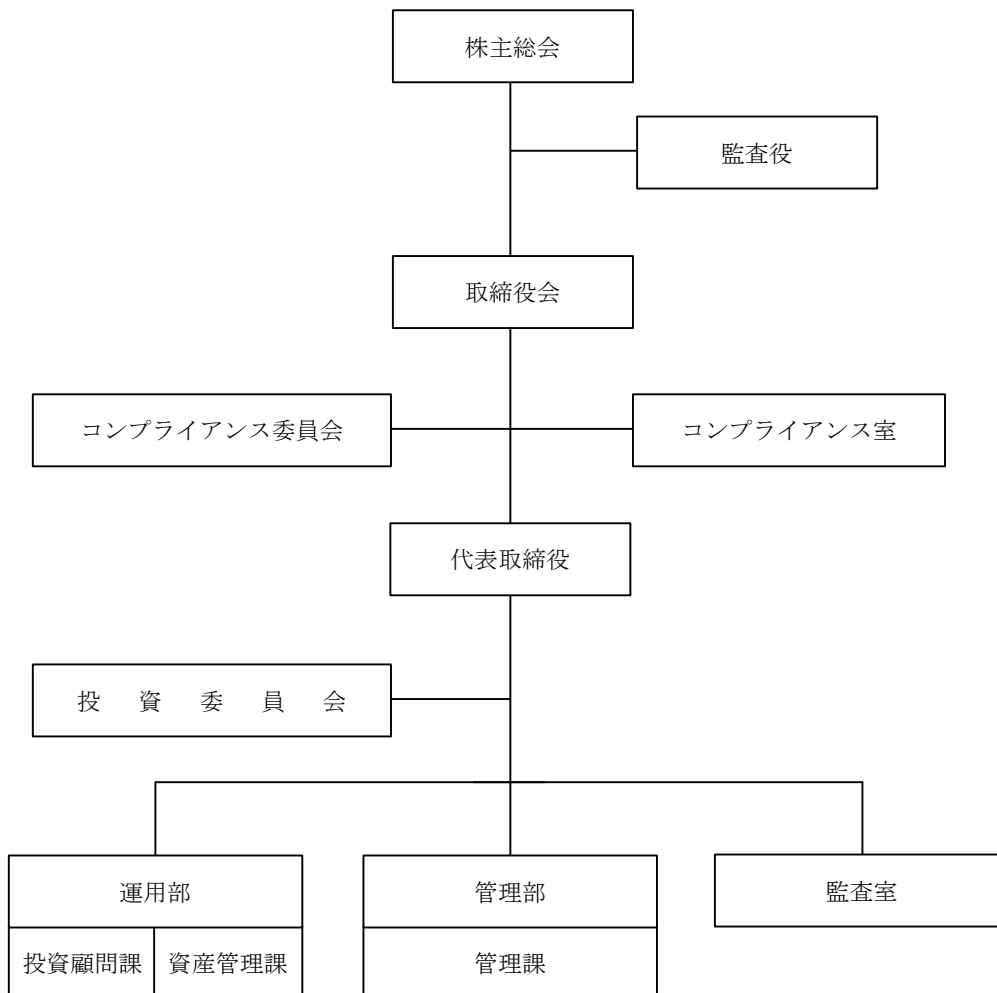 株主総会
監査役
取締役会
コンプライアンス委員会
コンプライアンス室
代表取締役
投資委員会
運用部
管理部
監査室
投資顧問課
資産管理課
管理課